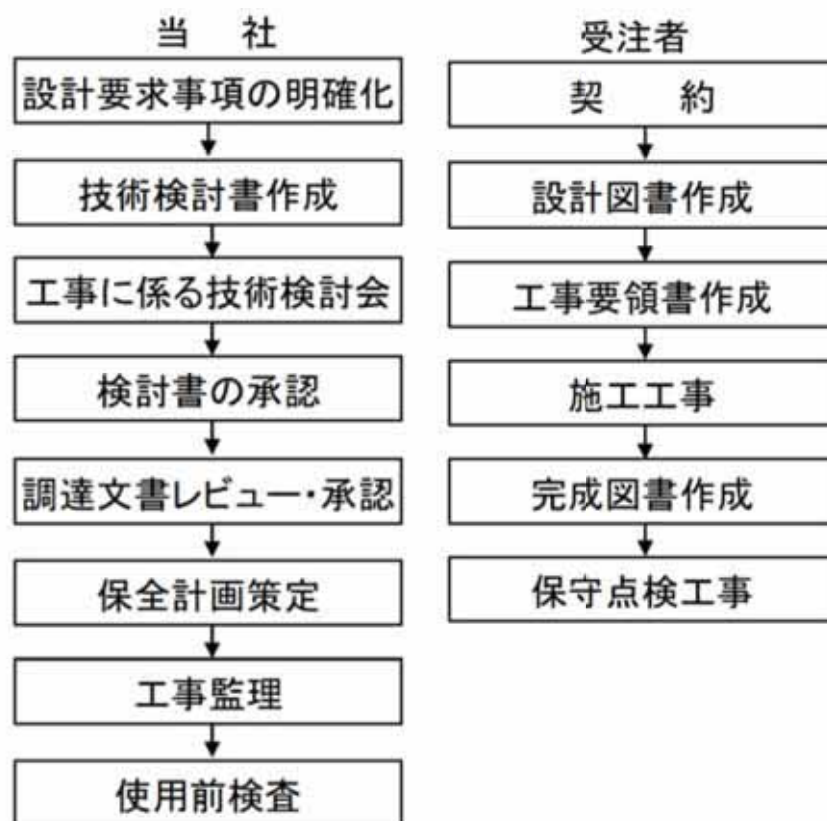 当　社
設計要求事項の明確化
技術検討書作成
工事に係る技術検討会
検討書の承認
調達文書レビュー・承認
保全計画策定
工事監理
使用前検査
受注者
契　約
設計図書作成
工事要領書作成
施工工事
完成図書作成
保守点検工事